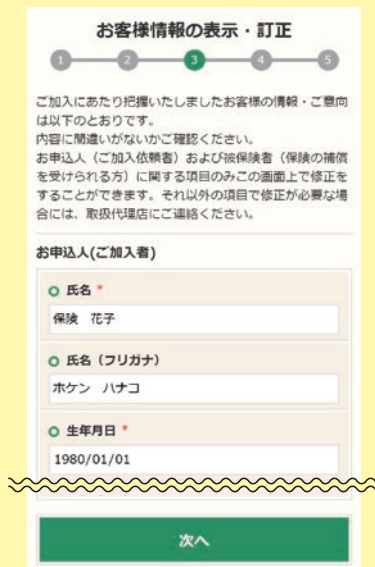 お客様情報の表示・訂正
1 2 3 4 5
ご加入にあたり把握いたしましたお客様の情報・ご意向
は以下のとおりです。
内容に間違いがないかご確認ください。
お申込人（ご加入依頼者）および被保険者（保険の補償
を受けられる方）に関する項目のみこの画面上で修正を
することができます。それ以外の項目で修正が必要な場
合には、取扱代理店にご連絡ください。
お申込人(ご加入者)
氏名 *
保険 花子
氏名（フリガナ）
ホケン ハナコ
生年月日 *
1980/01/01
次へ